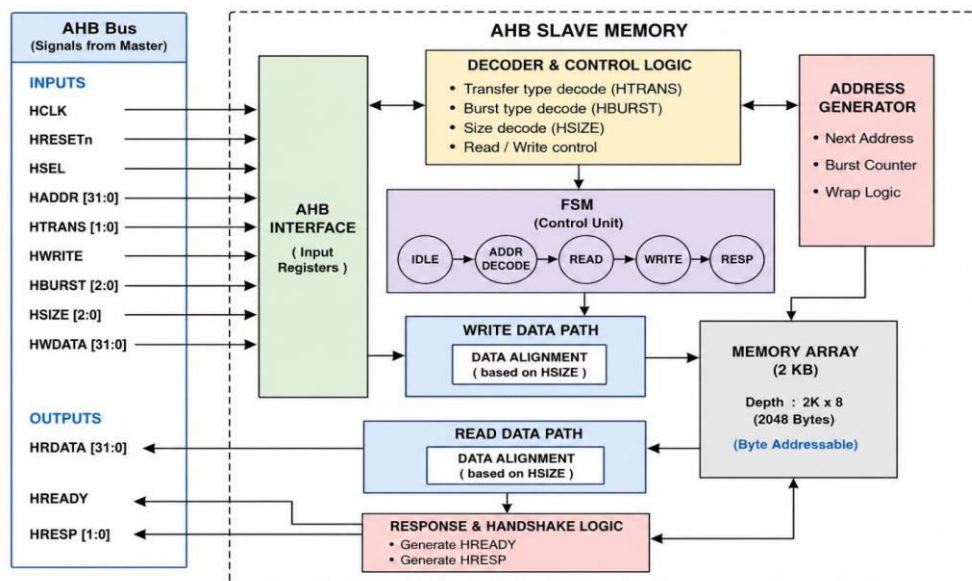 AHB Bus
(Signals from Master)
INPUTS
HCLK
HRESETn
HSEL
HADDR [31:0]
HTRANS [1:0]
HWRITE
HBURST [2:0]
HSIZE [2:0]
HWDATA [31:0]
OUTPUTS
HRDATA [31:0]
HREADY
HRESP [1:0]
AHB SLAVE MEMORY
AHB
INTERFACE
( Input
Registers )
DECODER & CONTROL LOGIC
• Transfer type decode (HTRANS)
• Burst type decode (HBURST)
• Size decode (HSIZE)
• Read / Write control
ADDRESS
GENERATOR
• Next Address
• Burst Counter
• Wrap Logic
FSM
(Control Unit)
IDLE
ADDR
DECODE
READ
WRITE
RESP
WRITE DATA PATH
DATA ALIGNMENT
( based on HSIZE )
MEMORY ARRAY
(2 KB)
Depth : 2K x 8
(2048 Bytes)
(Byte Addressable)
READ DATA PATH
DATA ALIGNMENT
( based on HSIZE )
RESPONSE & HANDSHAKE LOGIC
• Generate HREADY
• Generate HRESP